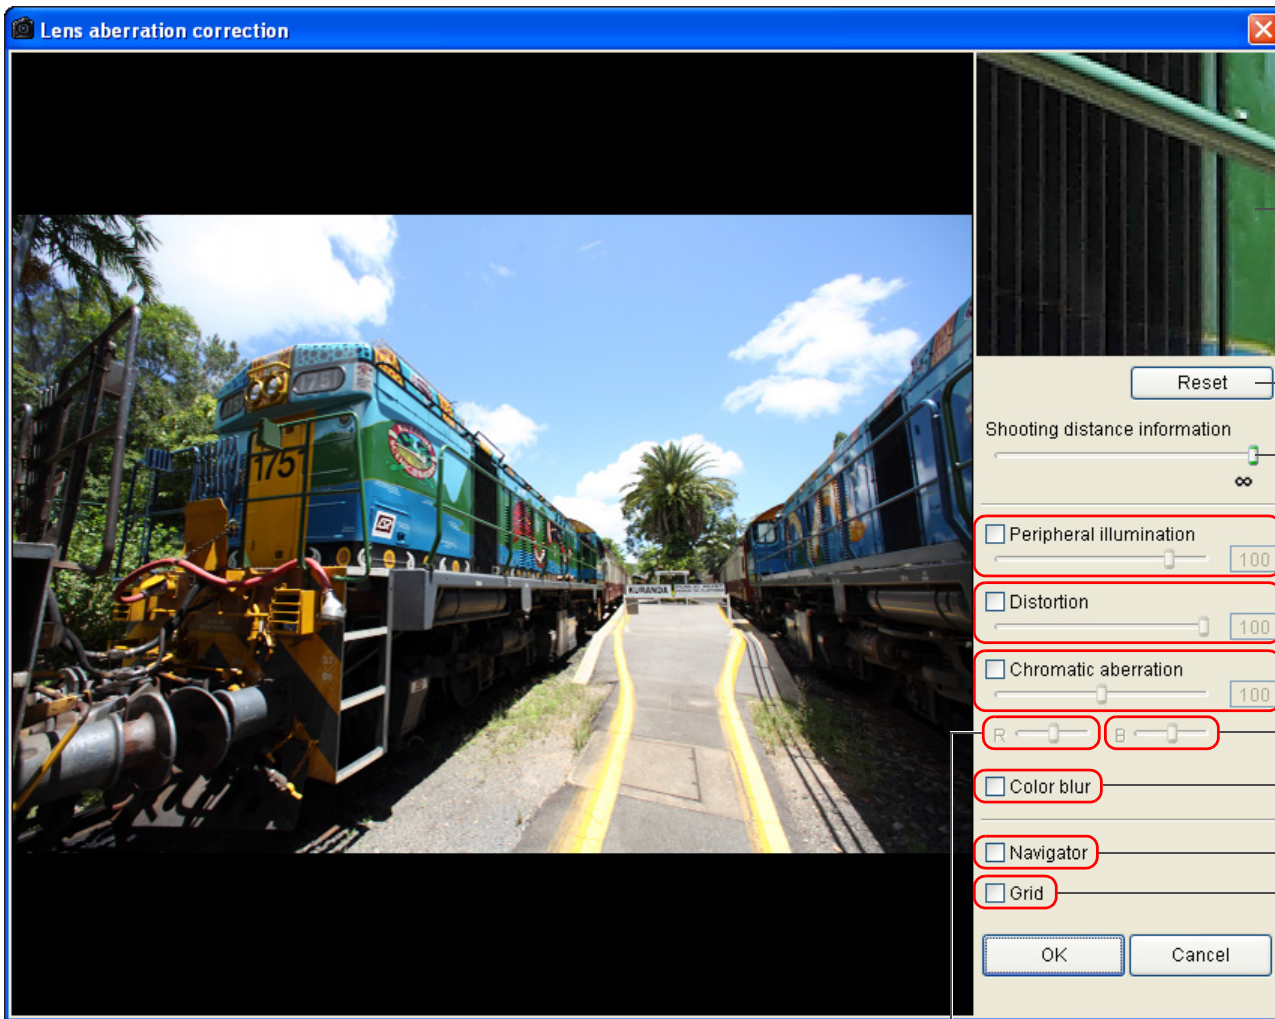 Lens aberration correction
1751
1751
KURANDA
Reset
Shooting distance information
∞
Peripheral illumination
100
Distortion
100
Chromatic aberration
100
R B
Color blur
Navigator
Grid
OK Cancel